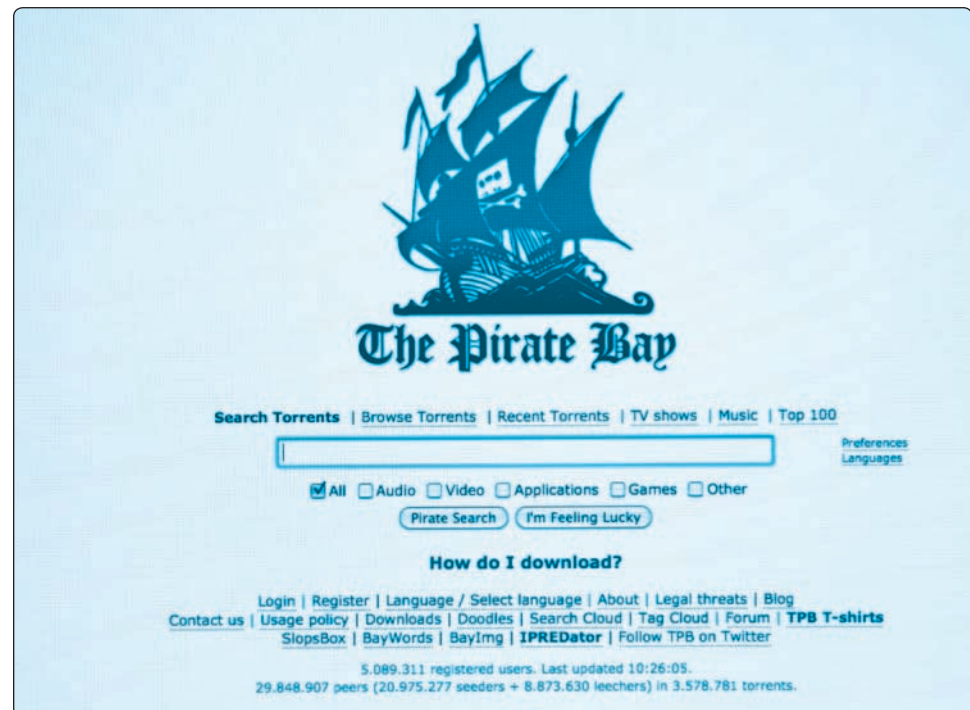 The Pirate Bay
Search Torrents | Browse Torrents | Recent Torrents | TV shows | Music | Top 100
Preferences
Languages
All Audio Video Applications Games Other
Pirate Search I'm Feeling Lucky
How do I download?
Login | Register | Language / Select language | About | Legal threats | Blog
Contact us | Usage policy | Downloads | Doodles | Search Cloud | Tag Cloud | Forum | TPB T-shirts
SlopsBox | BayWords | BayImg | IPREDator | Follow TPB on Twitter
5.089.311 registered users. Last updated 10:26:05.
29.848.907 peers (20.975.277 seeders + 8.873.630 leechers) in 3.578.781 torrents.